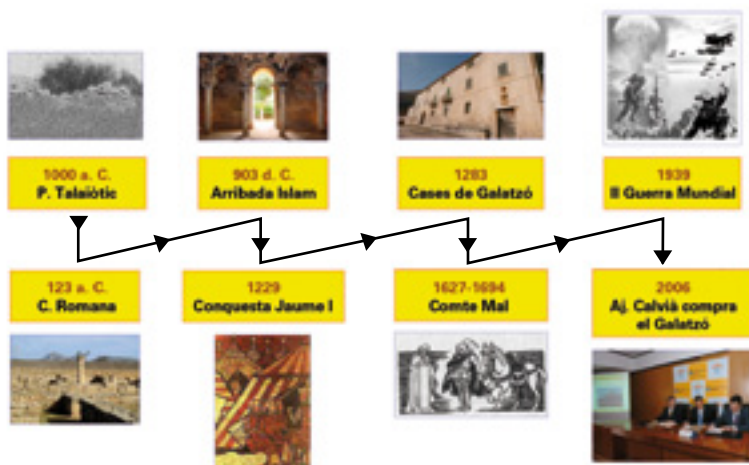 1000 a. C.
P. Talaiòtic
903 d. C.
Arribada Islam
1283
Cases de Galatzó
1939
II Guerra Mundial
123 a. C.
C. Romana
1229
Conquesta Jaume I
1627-1694
Comte Mal
2006
Aj. Calvià compra
el Galatzó